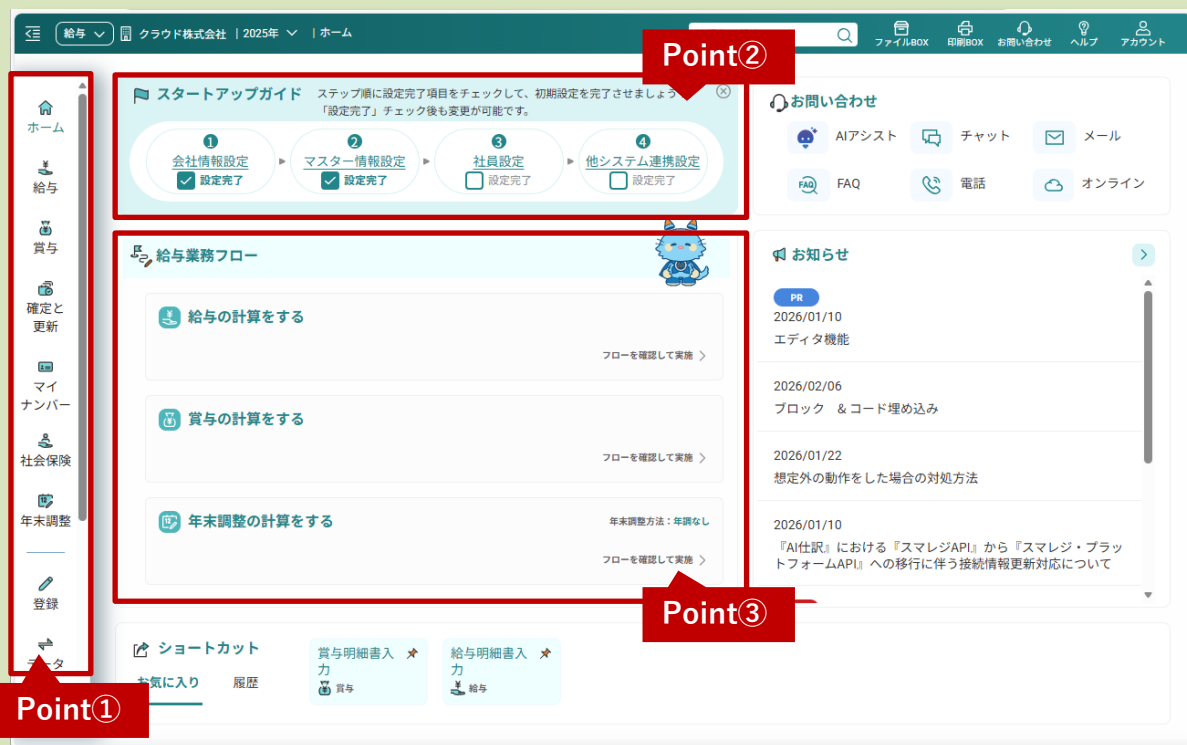 給与
クラウド株式会社 | 2025年
| ホーム
ファイルBOX
印刷BOX
お問い合わせ
ヘルプ
アカウント
Point②
ホーム
給与
賞与
確定と
更新
マイ
ナンバー
社会保険
年末調整
登録
データ
Point①
スタートアップガイド
ステップ順に設定完了項目をチェックして、初期設定を完了させましょう
「設定完了」チェック後も変更が可能です。
❶
会社情報設定
設定完了
❷
マスター情報設定
設定完了
❸
社員設定
設定完了
❹
他システム連携設定
設定完了
給与業務フロー
給与の計算をする
フローを確認して実施
賞与の計算をする
フローを確認して実施
年末調整の計算をする
年末調整方法：年調なし
フローを確認して実施
Point③
お問い合わせ
AIアシスト
チャット
メール
FAQ
FAQ
電話
オンライン
お知らせ
PR
2026/01/10
エディタ機能
2026/02/06
ブロック ＆コード埋め込み
2026/01/22
想定外の動作をした場合の対処方法
2026/01/10
『AI仕訳』における『スマレジAPI』から『スマレジ・プラッ
トフォームAPI』への移行に伴う接続情報更新対応について
ショートカット
お気に入り
履歴
賞与明細書入
力
賞与
給与明細書入
力
給与